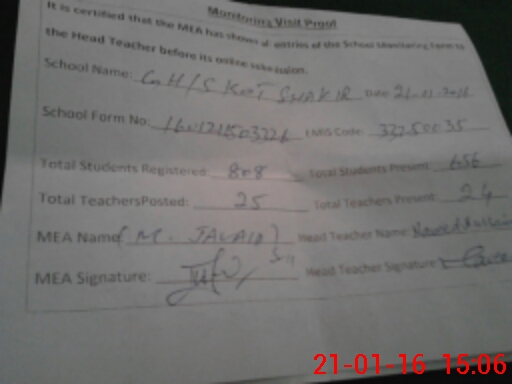 Monitoring Visit Proof
It is certified that the MEA has shown all entries of the School Monitoring Form to
the Head Teacher before its online submission.
School Name: GH/S KOT SHAKIR Date: 21-01-2016
School Form No: EMIS Code: 33250035
Total Students Registered: 808 Total Students Present: 656
Total TeachersPosted: 25 Total Teachers Present: 24
MEA Name: (M. JAVAID) Head Teacher Name:
MEA Signature: Head Teacher Signature:
21-01-16 15:06